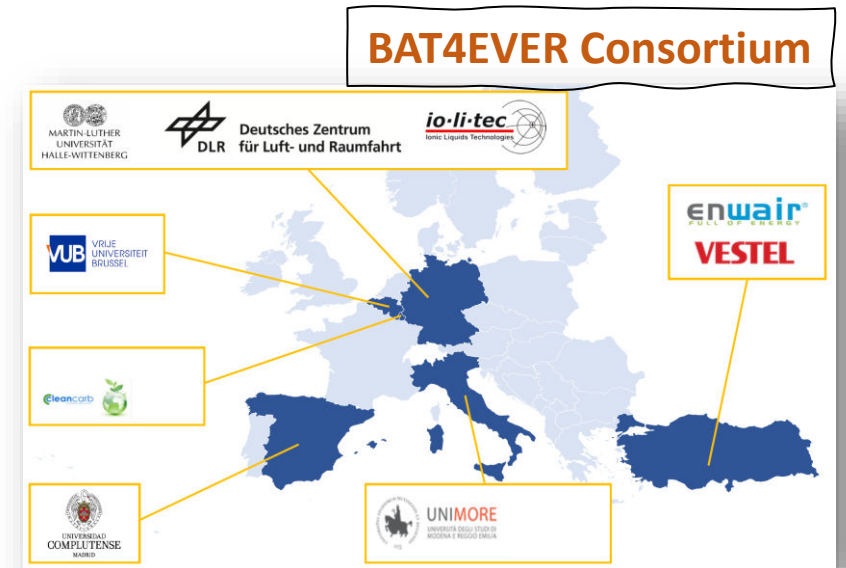 BAT4EVER Consortium
MARTIN-LUTHER
UNIVERSITÄT
HALLE-WITTENBERG
DLR
Deutsches Zentrum
für Luft- und Raumfahrt
io·li·tec
Ionic Liquids Technologies
enwair®
FULL OF ENERGY
VESTEL
VUB
VRIJE
UNIVERSITEIT
BRUSSEL
Cleancarb
UNIVERSIDAD
COMPLUTENSE
MADRID
UNIMORE
UNIVERSITÀ DEGLI STUDI DI
MODENA E REGGIO EMILIA